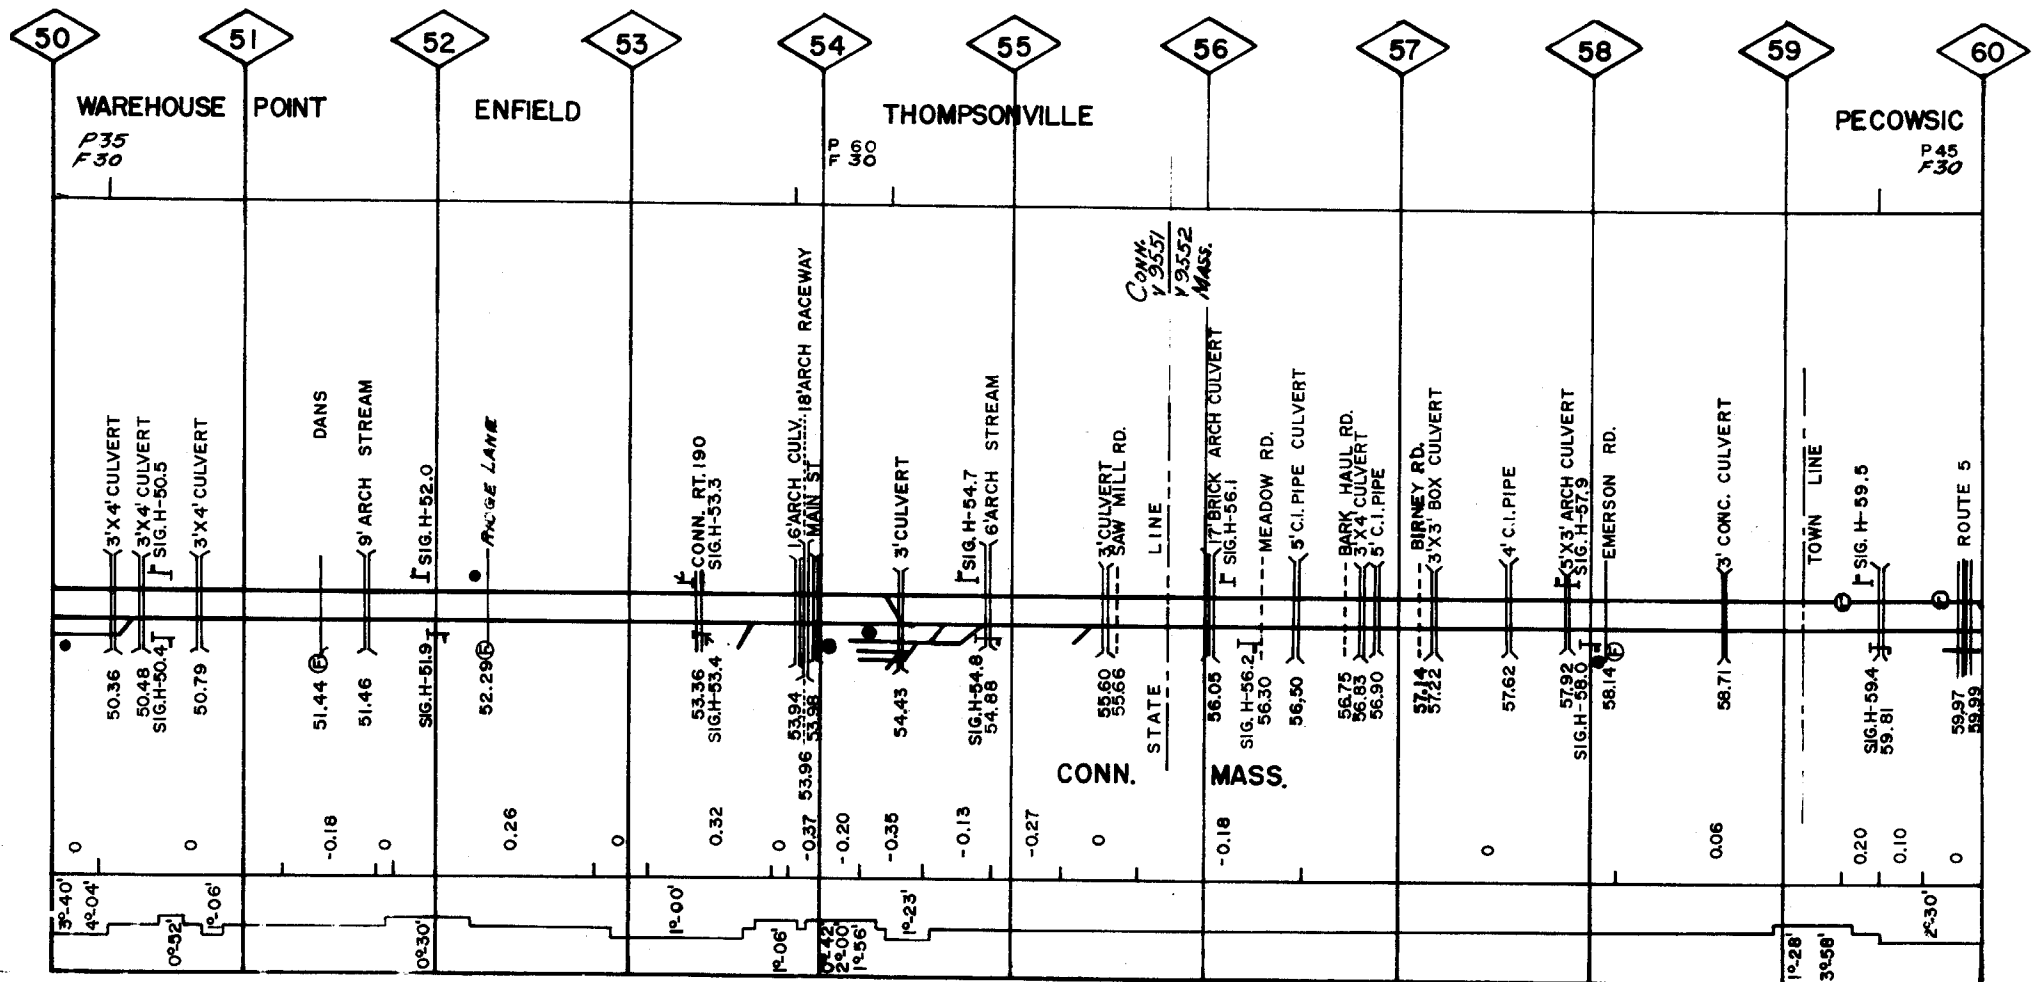 50 51 52 53 54 55 56 57 58 59 60
WAREHOUSE POINT
ENFIELD
THOMPSONVILLE
PECOWSIC
P 35
F 30
P 60
F 30
P 45
F 30
CONN.
V 9551
V 9552
MASS.
3'X4' CULVERT
3'X4' CULVERT
SIG. H-50.5
3'X4' CULVERT
DANS
9' ARCH STREAM
SIG. H-52.0
LANE
CONN. RT. 190
SIG. H-53.3
16' ARCH CULV.
18' ARCH RACEWAY
MAIN ST
3' CULVERT
SIG. H-54.7
6' ARCH STREAM
3' CULVERT
SAW MILL RD.
STATE LINE
17' BRICK ARCH CULVERT
SIG. H-56.1
MEADOW RD.
5' C.I. PIPE CULVERT
BARK HAUL RD.
3'X4' CULVERT
5' C.I. PIPE
BIRNEY RD.
3'X3' BOX CULVERT
4' C.I. PIPE
5'X3' ARCH CULVERT
SIG. H-57.9
EMERSON RD.
3' CONC. CULVERT
TOWN LINE
SIG. H-59.5
ROUTE 5
50.36
50.48
SIG. H-50.4
50.79
51.44 F
51.46
SIG. H-51.9
52.29 F
53.36
SIG. H-53.4
53.94
53.96
53.98
54.43
SIG. H-54.8
54.88
55.60
55.66
56.05
SIG. H-56.2
56.30
56.50
56.75
56.83
56.90
57.14
57.22
57.62
57.92
SIG. H-58.0
58.14 F
58.71
SIG. H-59.4
59.81
F
59.97
59.99
CONN. MASS.
0 0 -0.18 0 0.26 0 0.32 0 -0.37 -0.20 -0.35 -0.13 -0.27 0 -0.18 0 0.06 0.20 0.10 0
3°-40'
4°-04'
0°-52'
1°-06'
0°-30'
1°-00'
1°-06'
0°-42'
2°-00'
1°-56'
1°-23'
1°-28'
3°-58'
2°-30'